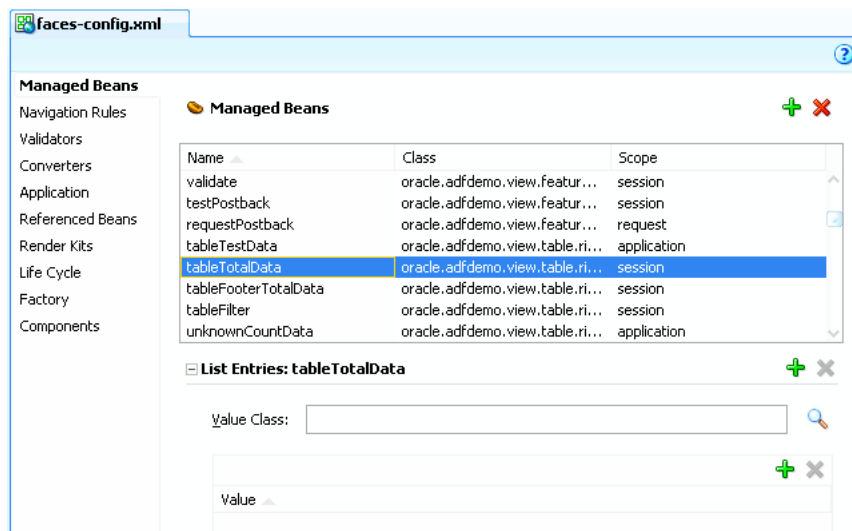 faces-config.xml
?
Managed Beans
Navigation Rules
Validators
Converters
Application
Referenced Beans
Render Kits
Life Cycle
Factory
Components
Managed Beans
Name Class Scope
validate oracle.adfdemo.view.featur... session
testPostback oracle.adfdemo.view.featur... session
requestPostback oracle.adfdemo.view.featur... request
tableTestData oracle.adfdemo.view.table.ri... application
tableTotalData oracle.adfdemo.view.table.ri... session
tableFooterTotalData oracle.adfdemo.view.table.ri... session
tableFilter oracle.adfdemo.view.table.ri... session
unknownCountData oracle.adfdemo.view.table.ri... application
List Entries: tableTotalData
Value Class:
Value